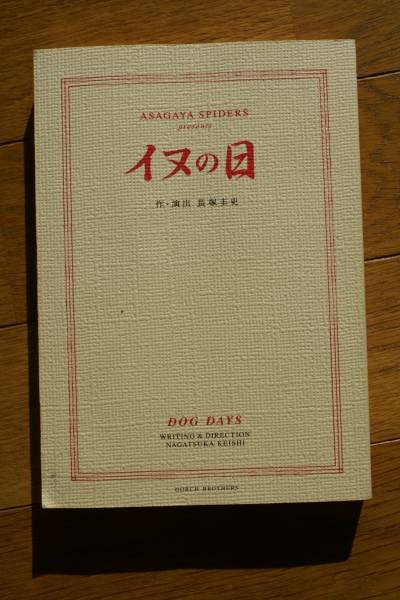 ASAGAYA SPIDERS
presents
イヌの日
作・演出 長塚圭史
DOG DAYS
WRITING & DIRECTION
NAGATSUKA KEISHI
GORCH BROTHERS